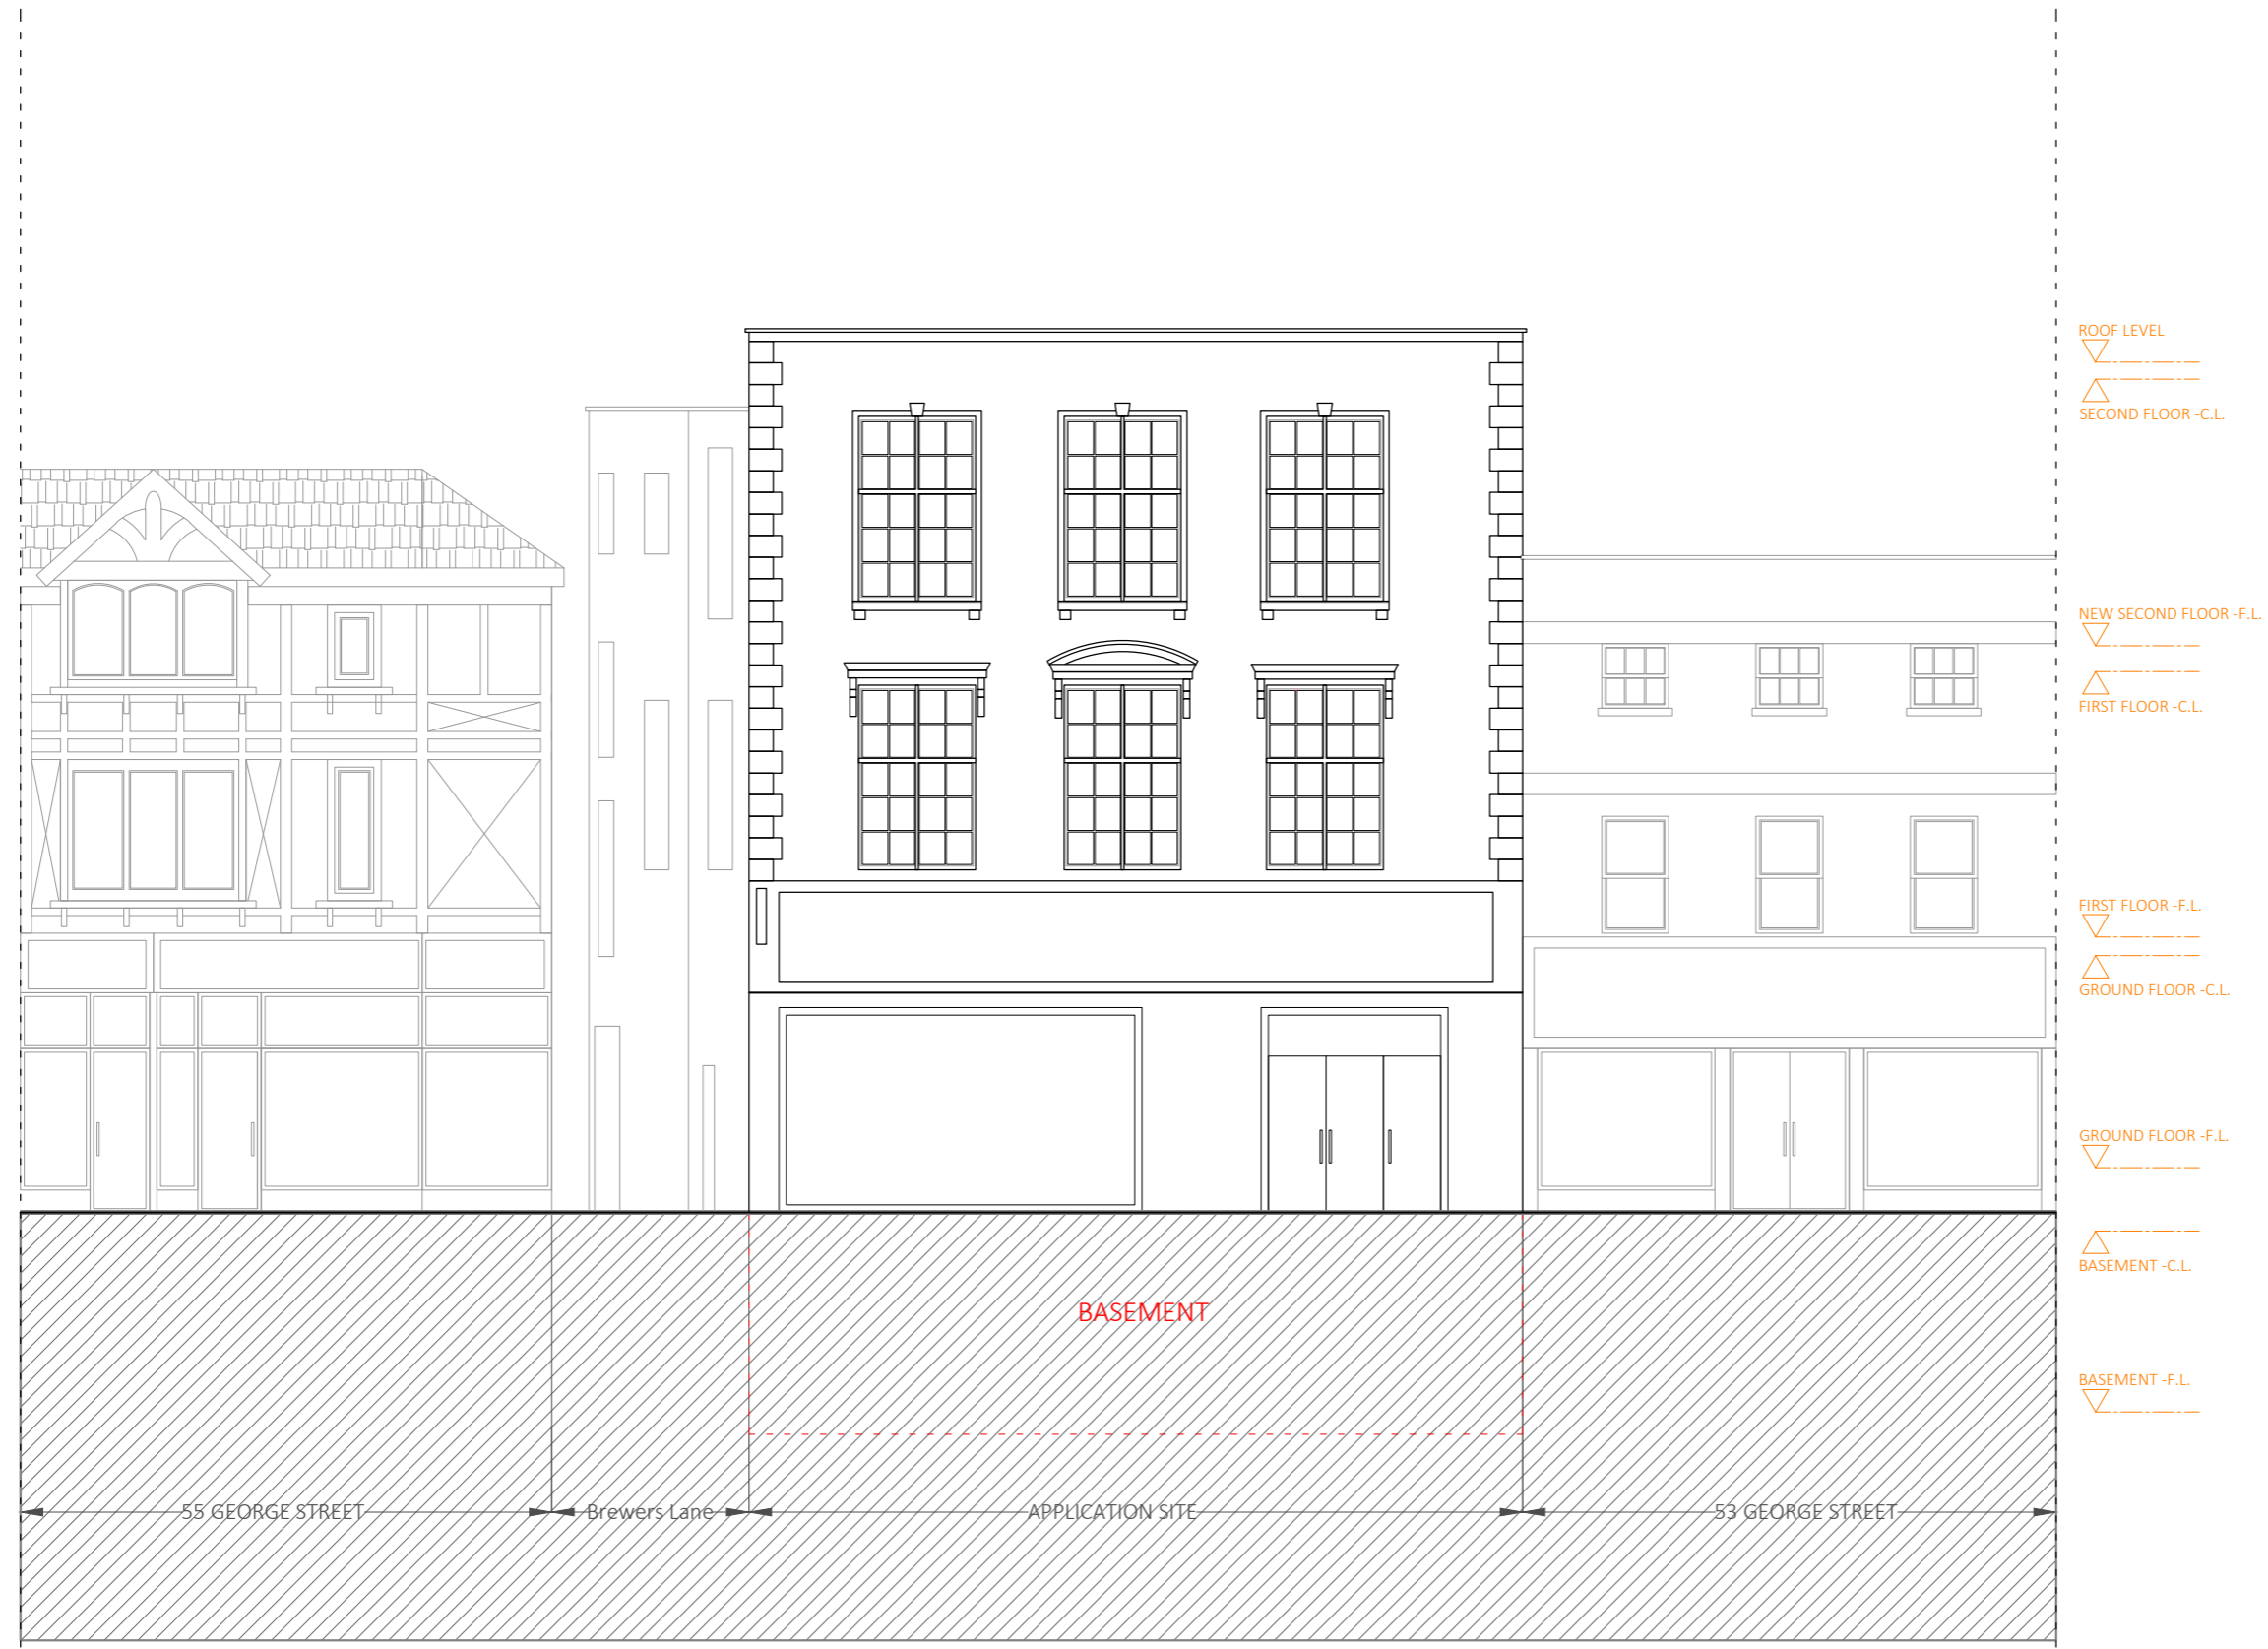 ROOF LEVEL
SECOND FLOOR -C.L.
NEW SECOND FLOOR -F.L.
FIRST FLOOR -C.L.
FIRST FLOOR -F.L.
GROUND FLOOR -C.L.
GROUND FLOOR -F.L.
BASEMENT -C.L.
BASEMENT
BASEMENT -F.L.
55 GEORGE STREET
Brewers Lane
APPLICATION SITE
53 GEORGE STREET